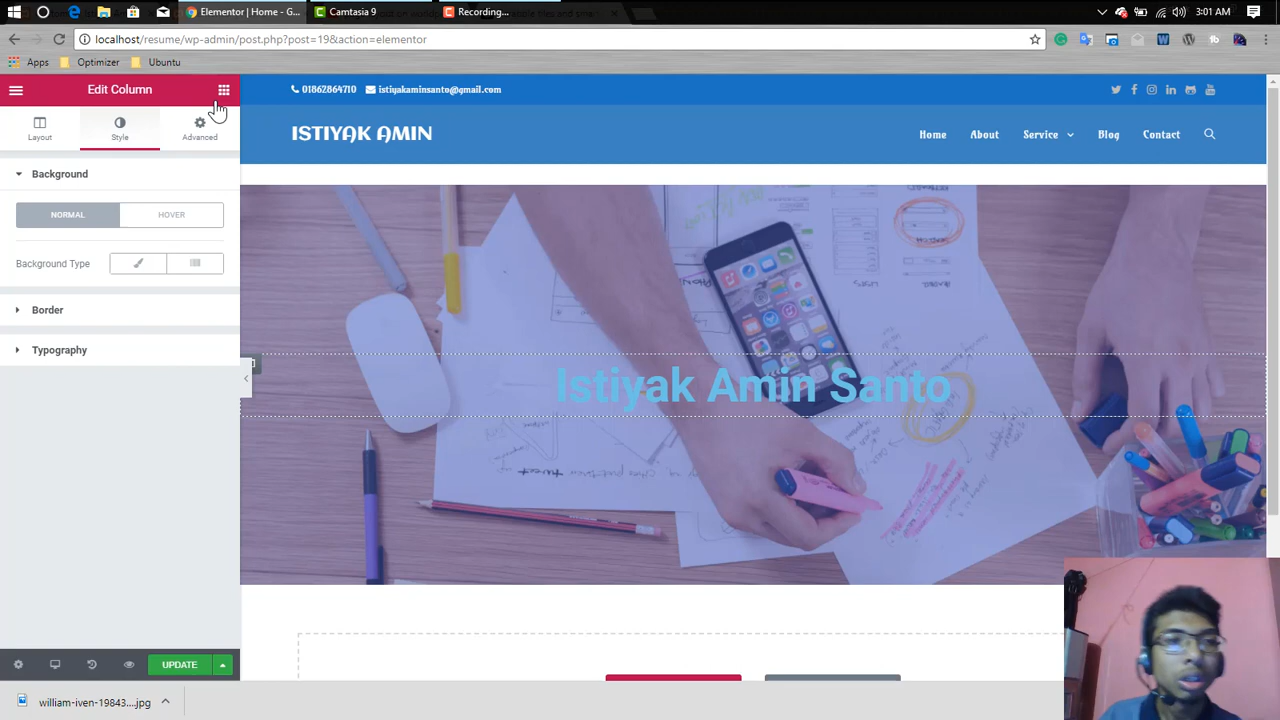 Elementor | Home - G...
Camtasia 9
Recording...
3:01 AM
localhost/resume/wp-admin/post.php?post=19&action=elementor
Apps
Optimizer
Ubuntu
Edit Column
01862864710
istiyakaminsanto@gmail.com
Layout
Style
Advanced
ISTIYAK AMIN
Home
About
Service
Blog
Contact
Background
NORMAL
HOVER
Background Type
Border
Typography
Istiyak Amin Santo
UPDATE
william-iven-19843....jpg